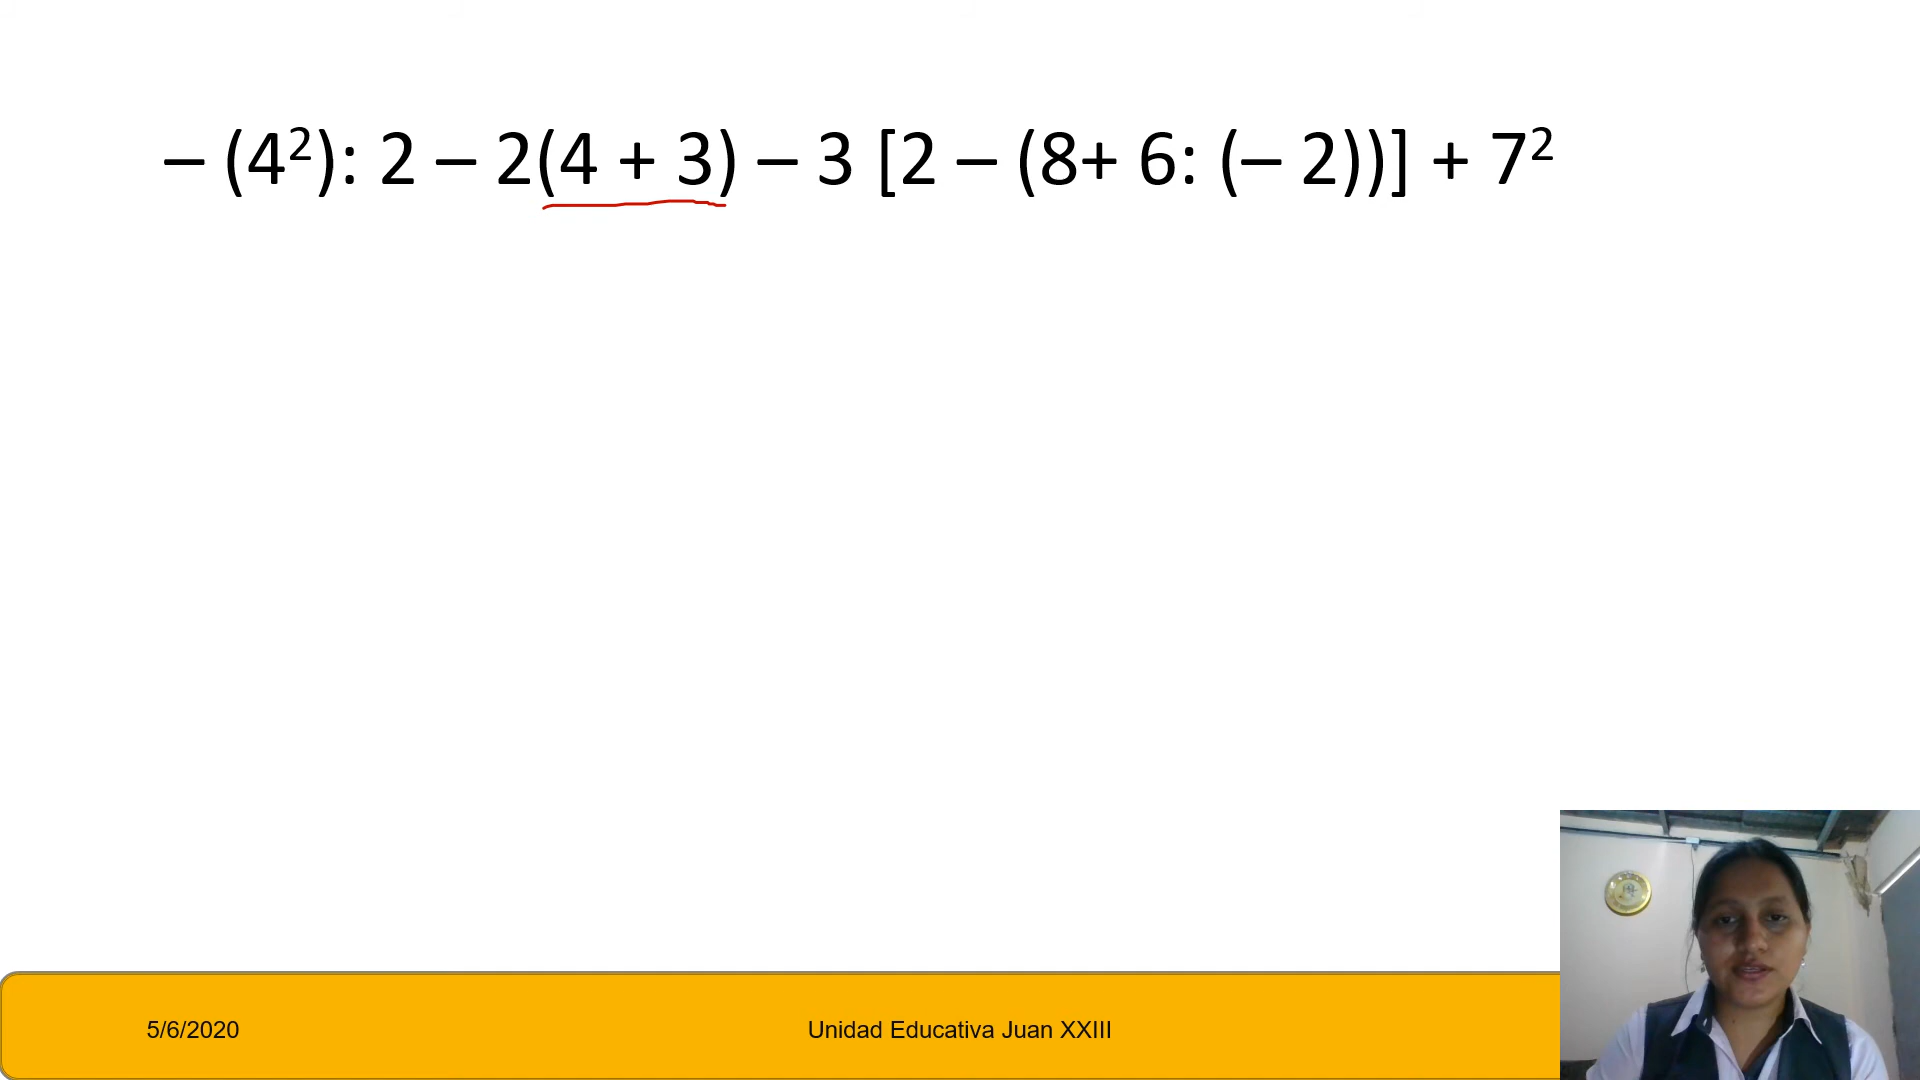 – (4²): 2 – 2(4 + 3) – 3 [2 – (8+ 6: (– 2))] + 7²
5/6/2020
Unidad Educativa Juan XXIII